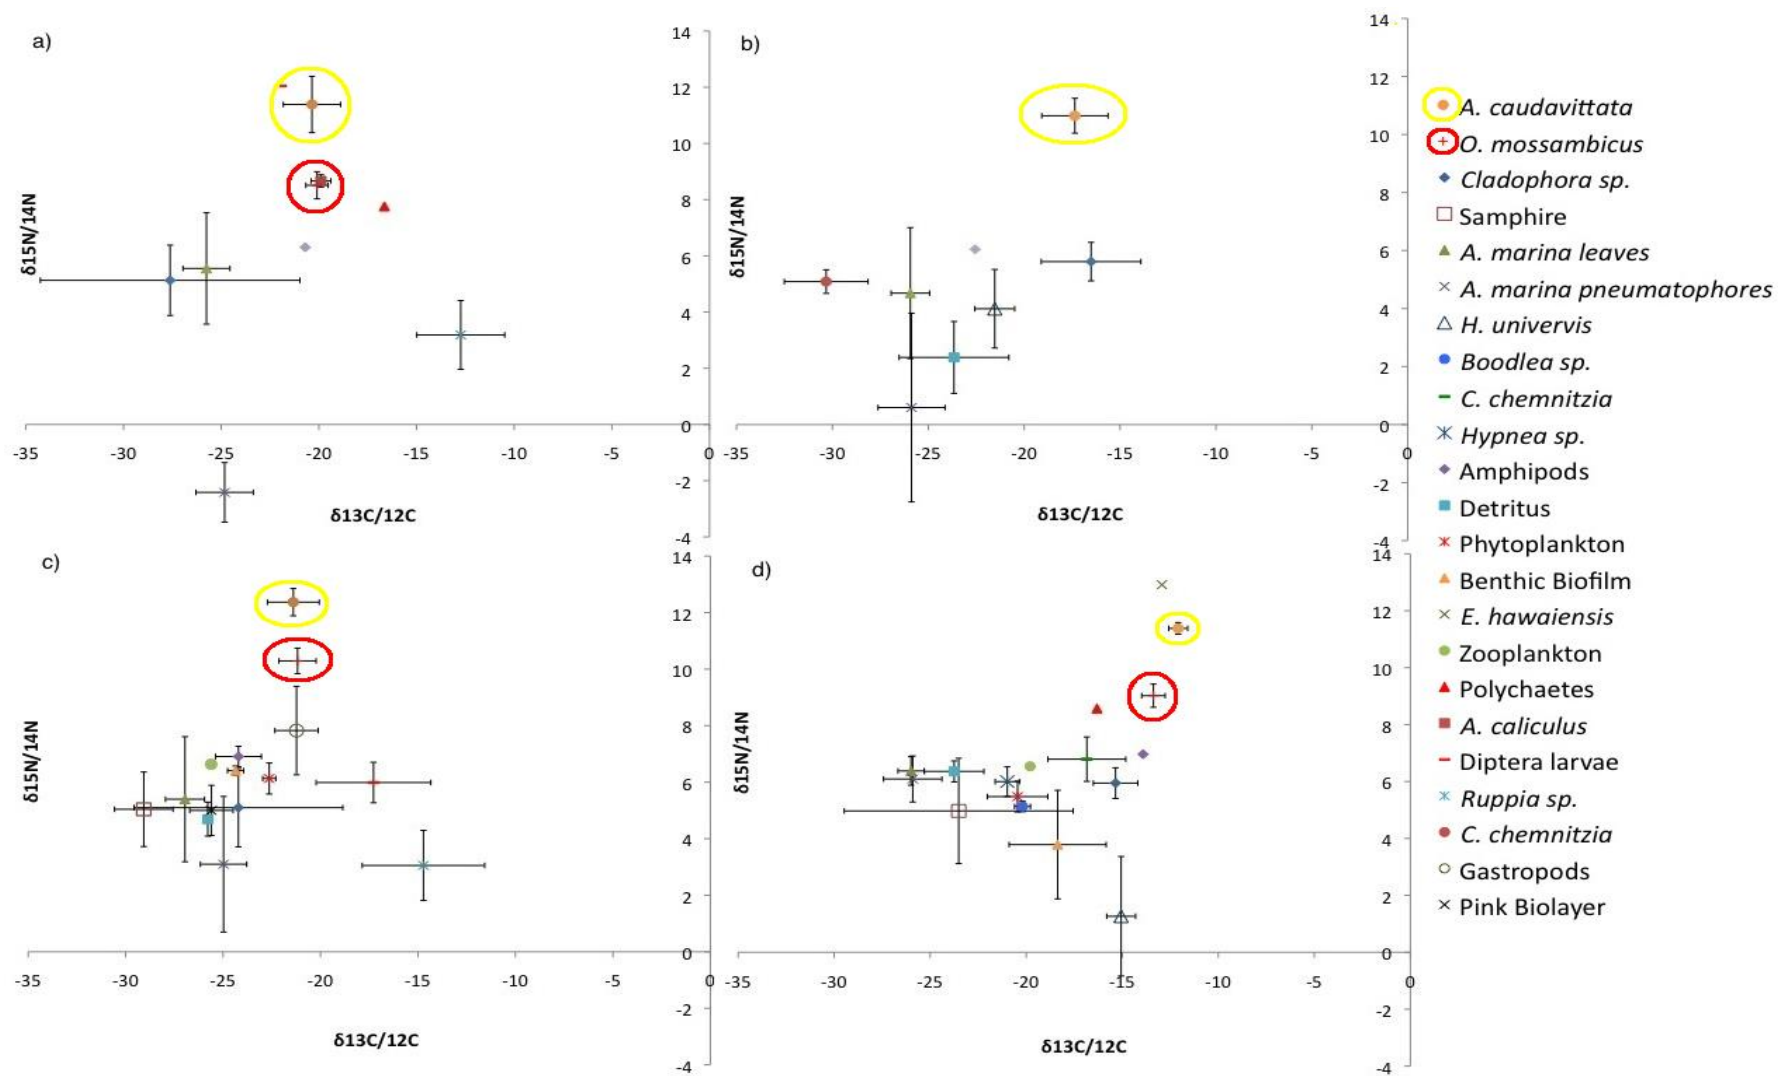 a)
14
12
10
8
6
4
2
0
-2
-4
δ15N/14N
-35 -30 -25 -20 -15 -10 -5 0
δ13C/12C
b)
14
12
10
8
6
4
2
0
-2
-4
δ15N/14N
-35 -30 -25 -20 -15 -10 -5 0
δ13C/12C
c)
14
12
10
8
6
4
2
0
-2
-4
δ15N/14N
-35 -30 -25 -20 -15 -10 -5 0
δ13C/12C
d)
14
12
10
8
6
4
2
0
-2
-4
δ15N/14N
-35 -30 -25 -20 -15 -10 -5 0
δ13C/12C
A. caudavittata
O. mossambicus
Cladophora sp.
Samphire
A. marina leaves
A. marina pneumatophores
H. univervis
Boodlea sp.
C. chemnitzia
Hypnea sp.
Amphipods
Detritus
Phytoplankton
Benthic Biofilm
E. hawaiensis
Zooplankton
Polychaetes
A. caliculus
Diptera larvae
Ruppia sp.
C. chemnitzia
Gastropods
Pink Biolayer